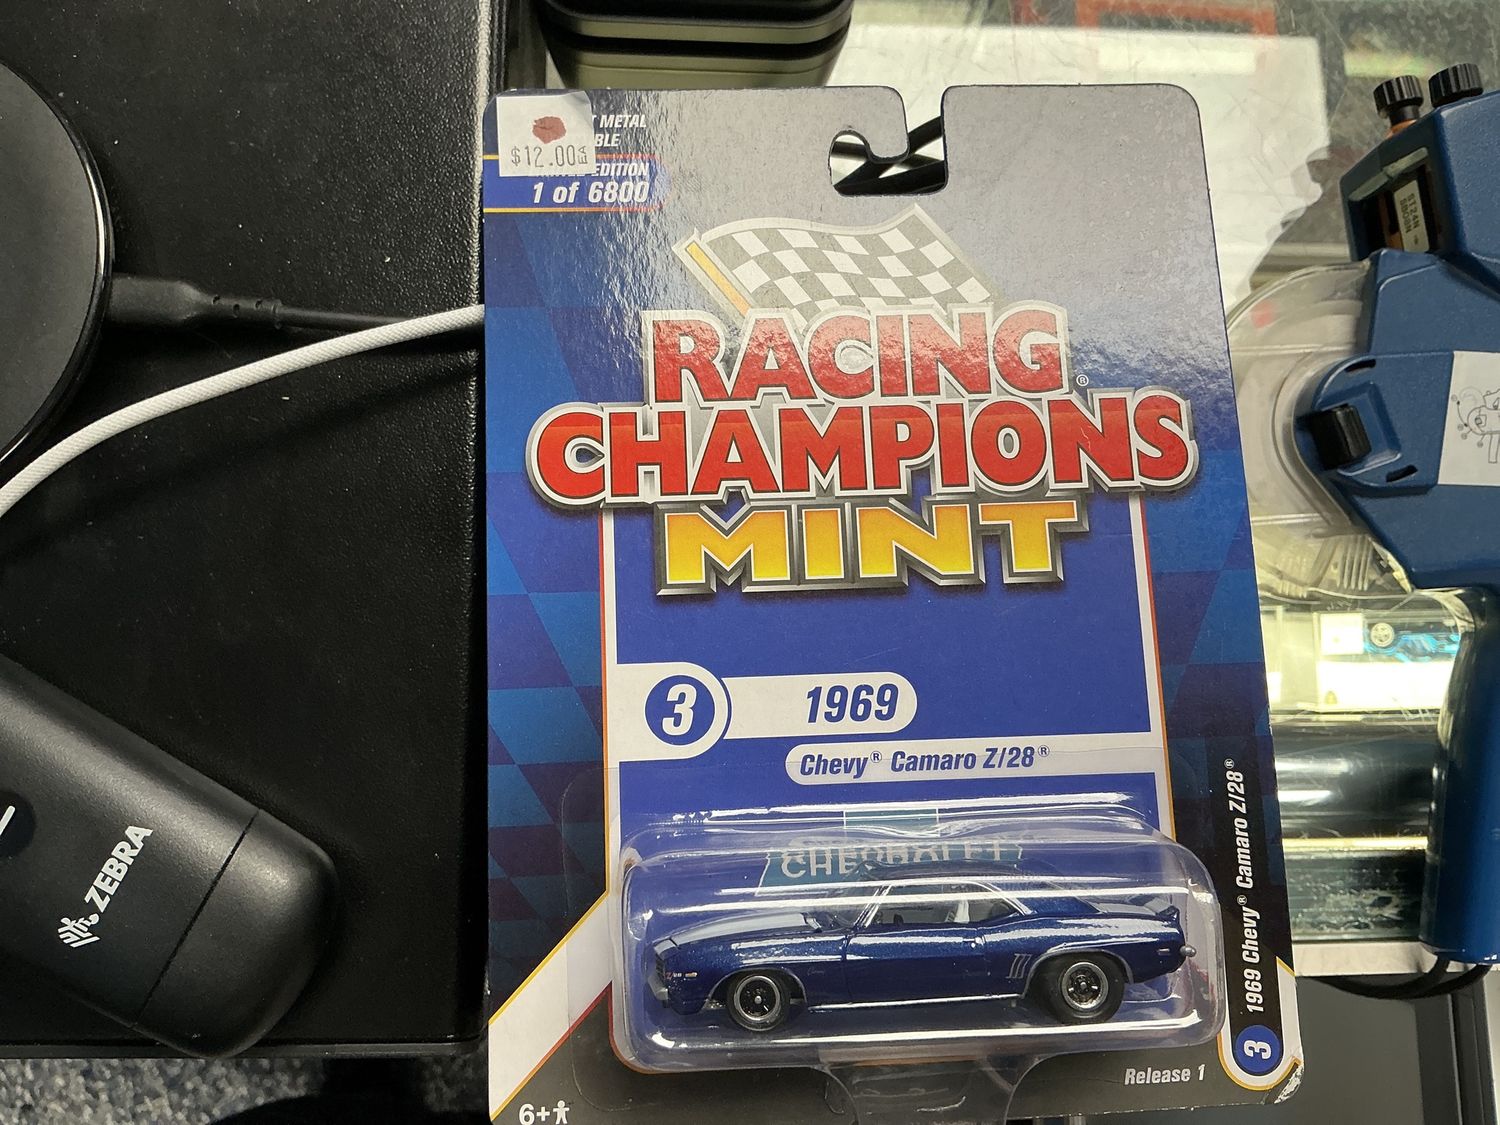 $12.00EA
METAL
EDITION
1 of 6800
RACING
CHAMPIONS®
MINT
3
1969
Chevy® Camaro Z/28®
CHEVROLET
3 1969 Chevy® Camaro Z/28®
Release 1
6+
ZEBRA